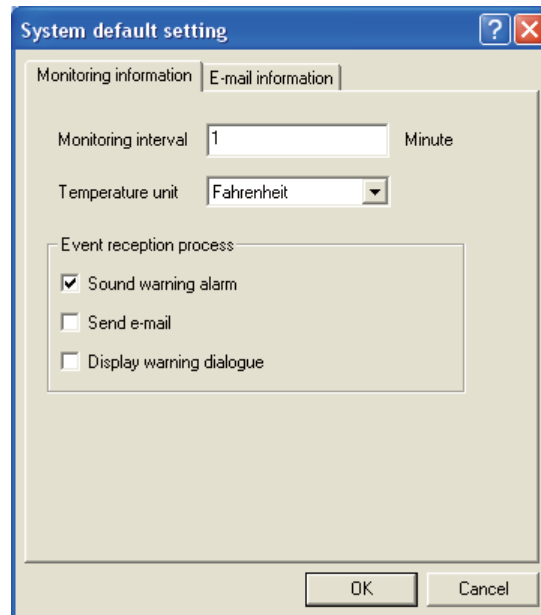 System default setting
Monitoring information E-mail information
Monitoring interval 1 Minute
Temperature unit Fahrenheit
Event reception process
Sound warning alarm
Send e-mail
Display warning dialogue
OK Cancel